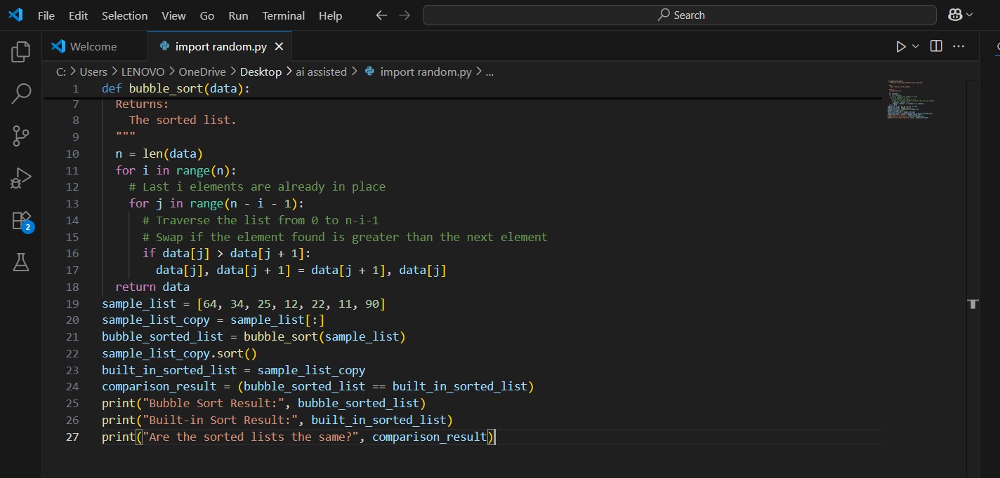 File Edit Selection View Go Run Terminal Help Search
Welcome import random.py
C: > Users > LENOVO > OneDrive > Desktop > ai assisted > import random.py > ...
1 def bubble_sort(data):
7 Returns:
8 The sorted list.
9 """
10 n = len(data)
11 for i in range(n):
12 # Last i elements are already in place
13 for j in range(n - i - 1):
14 # Traverse the list from 0 to n-i-1
15 # Swap if the element found is greater than the next element
16 if data[j] > data[j + 1]:
17 data[j], data[j + 1] = data[j + 1], data[j]
18 return data
19 sample_list = [64, 34, 25, 12, 22, 11, 90]
20 sample_list_copy = sample_list[:]
21 bubble_sorted_list = bubble_sort(sample_list)
22 sample_list_copy.sort()
23 built_in_sorted_list = sample_list_copy
24 comparison_result = (bubble_sorted_list == built_in_sorted_list)
25 print("Bubble Sort Result:", bubble_sorted_list)
26 print("Built-in Sort Result:", built_in_sorted_list)
27 print("Are the sorted lists the same?", comparison_result)
2